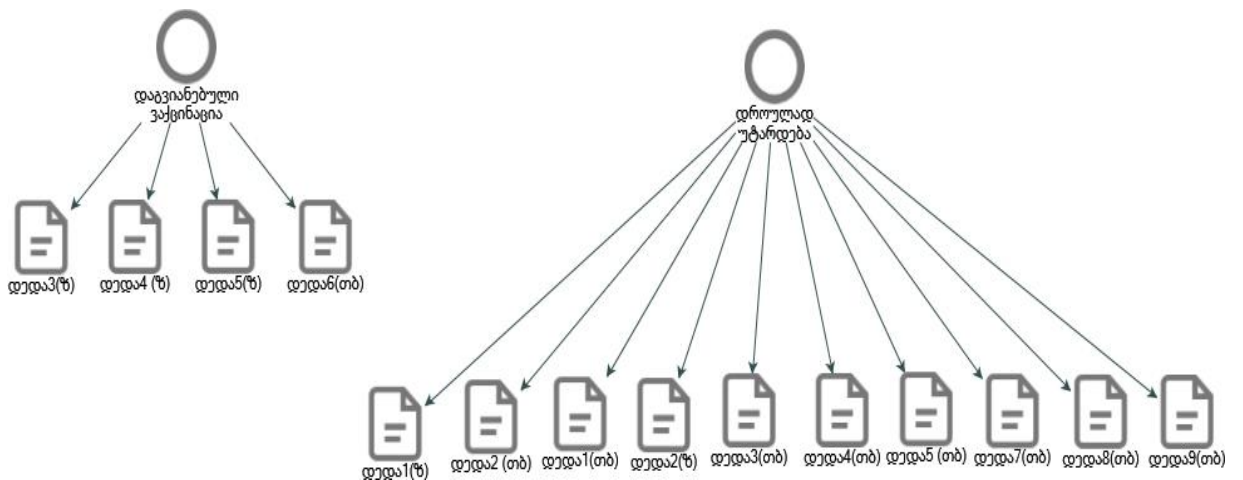 დაგვიანებული
ვაქცინაცია
დედა3(ზ)
დედა4 (ზ)
დედა5(ზ)
დედა6(თბ)
დროულად
უტარდება
დედა1(ზ)
დედა2 (თბ)
დედა1(თბ)
დედა2(ზ)
დედა3(თბ)
დედა4(თბ)
დედა5 (თბ)
დედა7(თბ)
დედა8(თბ)
დედა9(თბ)